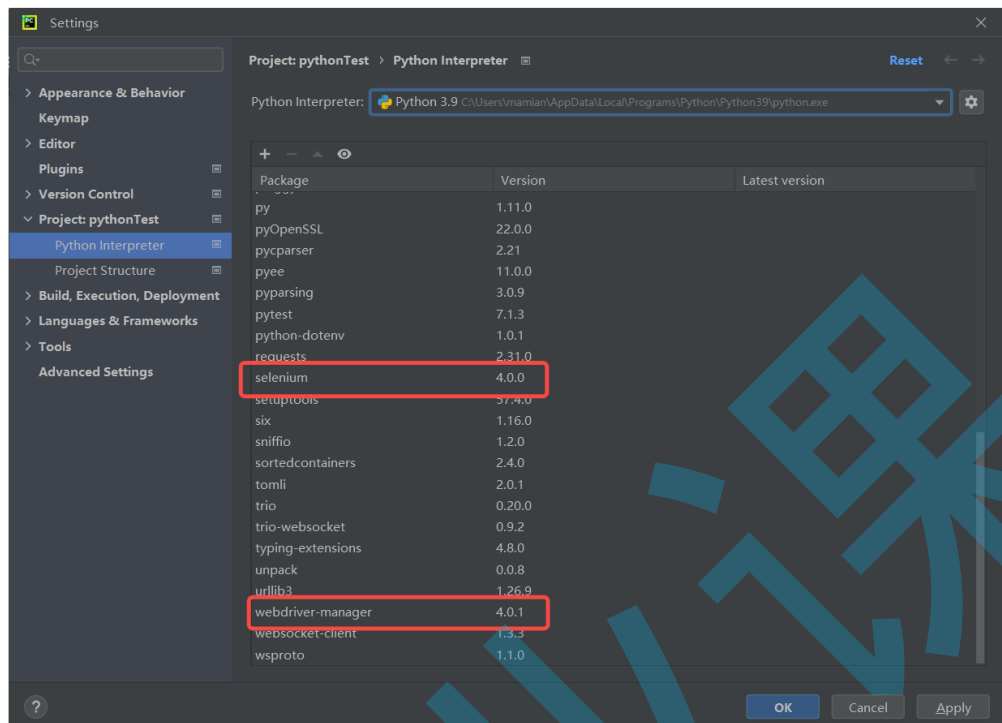 PC
Settings
Project: pythonTest > Python Interpreter
Reset
Appearance & Behavior
Keymap
Editor
Plugins
Version Control
Project: pythonTest
Python Interpreter
Project Structure
Build, Execution, Deployment
Languages & Frameworks
Tools
Advanced Settings
Python Interpreter: Python 3.9 C:\Users\mamian\AppData\Local\Programs\Python\Python39\python.exe
Package Version Latest version
py 1.11.0
pyOpenSSL 22.0.0
pycparser 2.21
pyee 11.0.0
pyparsing 3.0.9
pytest 7.1.3
python-dotenv 1.0.1
requests 2.31.0
selenium 4.0.0
setuptools 57.4.0
six 1.16.0
sniffio 1.2.0
sortedcontainers 2.4.0
tomli 2.0.1
trio 0.20.0
trio-websocket 0.9.2
typing-extensions 4.8.0
unpack 0.0.8
urllib3 1.26.9
webdriver-manager 4.0.1
websocket-client 1.3.3
wsproto 1.1.0
?
OK Cancel Apply